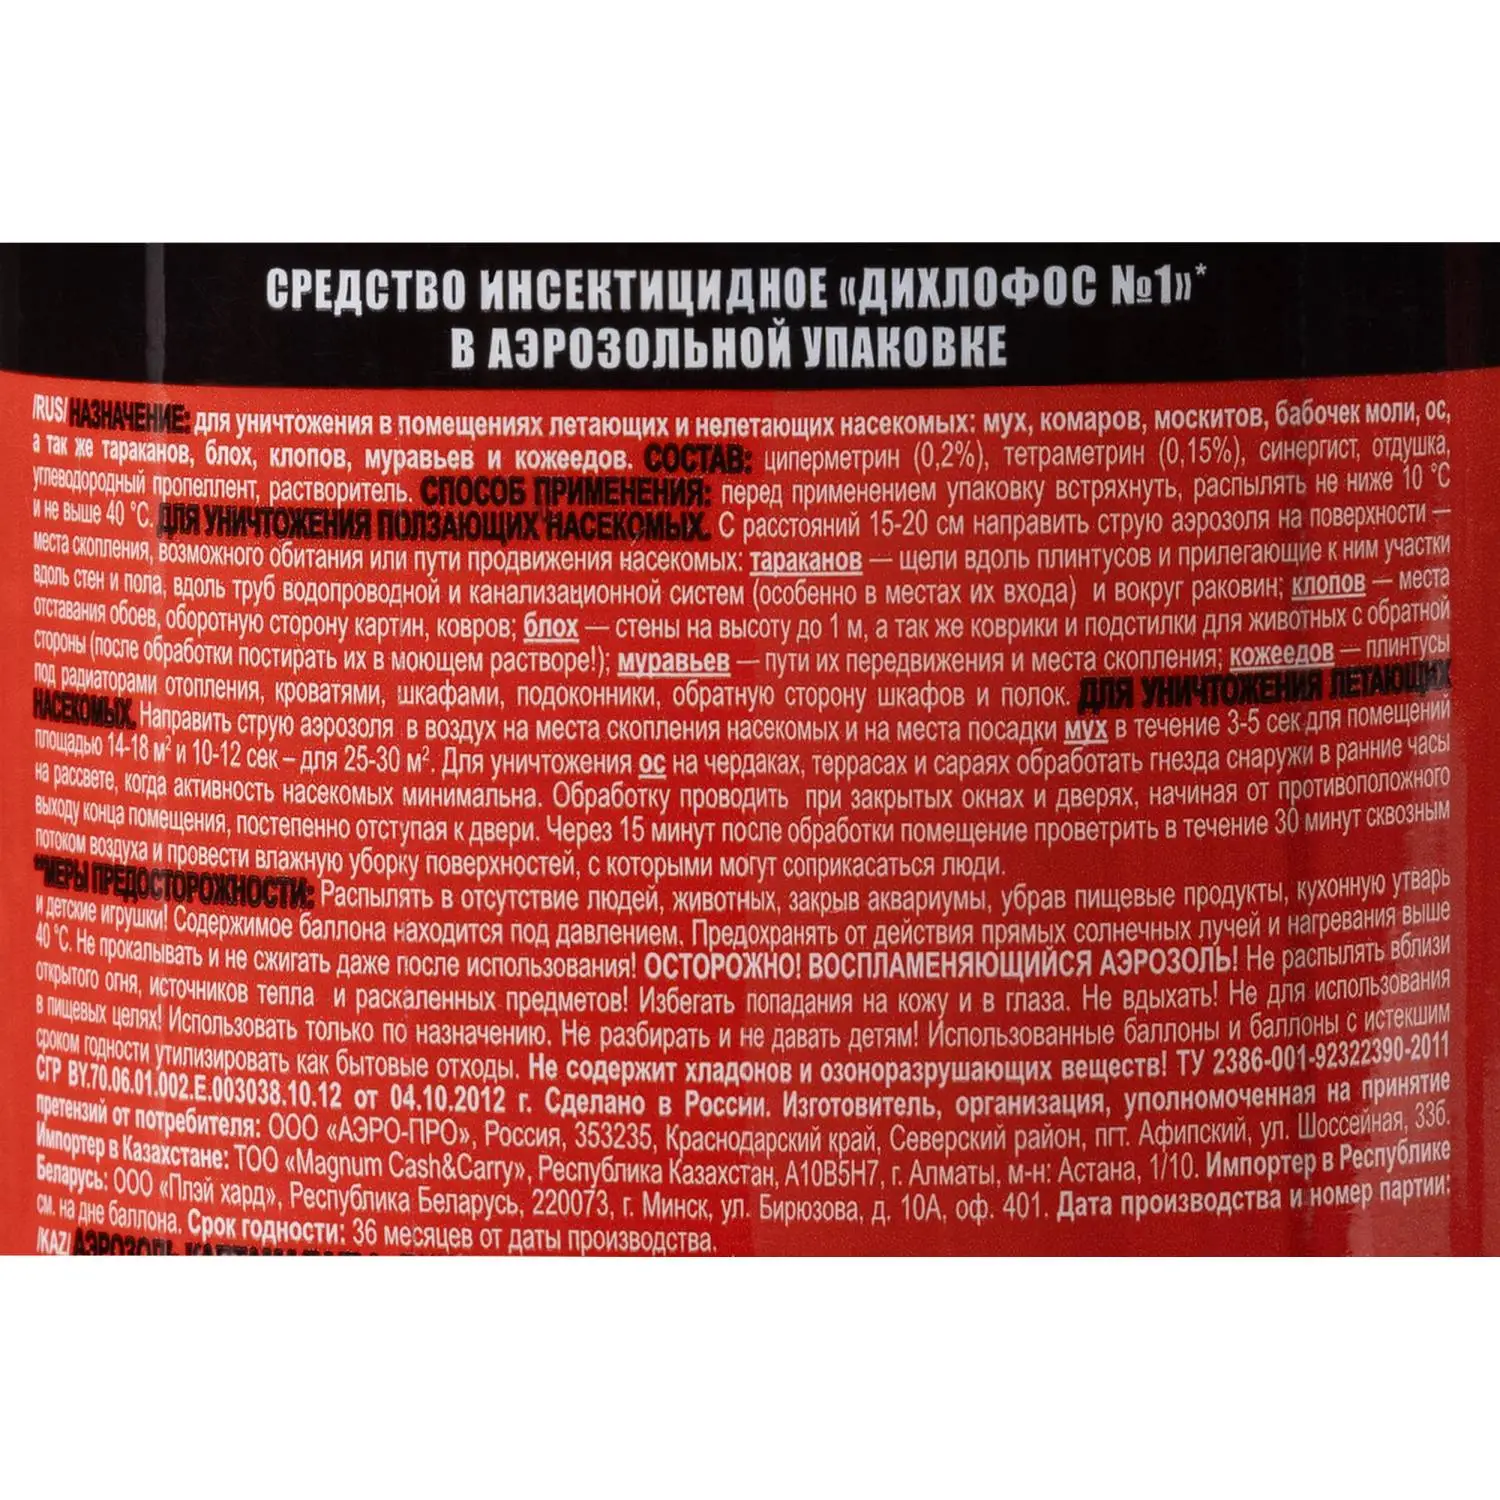 СРЕДСТВО ИНСЕКТИЦИДНОЕ «ДИХЛОФОС №1»*
В АЭРОЗОЛЬНОЙ УПАКОВКЕ
/RUS/ НАЗНАЧЕНИЕ: для уничтожения в помещениях летающих и нелетающих насекомых: мух, комаров, москитов, бабочек моли, ос,
а так же тараканов, блох, клопов, муравьев и кожеедов. СОСТАВ: циперметрин (0,2%), тетраметрин (0,15%), синергист, отдушка,
углеводородный пропеллент, растворитель. СПОСОБ ПРИМЕНЕНИЯ: перед применением упаковку встряхнуть, распылять не ниже 10 °С
и не выше 40 °С. ДЛЯ УНИЧТОЖЕНИЯ ПОЛЗАЮЩИХ НАСЕКОМЫХ. С расстояний 15-20 см направить струю аэрозоля на поверхности —
места скопления, возможного обитания или пути продвижения насекомых: тараканов — щели вдоль плинтусов и прилегающие к ним участки
вдоль стен и пола, вдоль труб водопроводной и канализационной систем (особенно в местах их входа) и вокруг раковин; клопов — места
отставания обоев, оборотную сторону картин, ковров; блох — стены на высоту до 1 м, а так же коврики и подстилки для животных с обратной
стороны (после обработки постирать их в моющем растворе!); муравьев — пути их передвижения и места скопления; кожеедов — плинтусы
под радиаторами отопления, кроватями, шкафами, подоконники, обратную сторону шкафов и полок. ДЛЯ УНИЧТОЖЕНИЯ ЛЕТАЮЩИХ
НАСЕКОМЫХ. Направить струю аэрозоля в воздух на места скопления насекомых и на места посадки мух в течение 3-5 сек для помещений
площадью 14-18 м² и 10-12 сек – для 25-30 м². Для уничтожения ос на чердаках, террасах и сараях обработать гнезда снаружи в ранние часы
на рассвете, когда активность насекомых минимальна. Обработку проводить при закрытых окнах и дверях, начиная от противоположного
выходу конца помещения, постепенно отступая к двери. Через 15 минут после обработки помещение проветрить в течение 30 минут сквозным
потоком воздуха и провести влажную уборку поверхностей, с которыми могут соприкасаться люди.
**МЕРЫ ПРЕДОСТОРОЖНОСТИ: Распылять в отсутствие людей, животных, закрыв аквариумы, убрав пищевые продукты, кухонную утварь
и детские игрушки! Содержимое баллона находится под давлением. Предохранять от действия прямых солнечных лучей и нагревания выше
40 °С. Не прокалывать и не сжигать даже после использования! ОСТОРОЖНО! ВОСПЛАМЕНЯЮЩИЙСЯ АЭРОЗОЛЬ! Не распылять вблизи
открытого огня, источников тепла и раскаленных предметов! Избегать попадания на кожу и в глаза. Не вдыхать! Не для использования
в пищевых целях! Использовать только по назначению. Не разбирать и не давать детям! Использованные баллоны и баллоны с истекшим
сроком годности утилизировать как бытовые отходы. Не содержит хладонов и озоноразрушающих веществ! ТУ 2386-001-92322390-2011
СГР BY.70.06.01.002.E.003038.10.12 от 04.10.2012 г. Сделано в России. Изготовитель, организация, уполномоченная на принятие
претензий от потребителя: ООО «АЭРО-ПРО», Россия, 353235, Краснодарский край, Северский район, пгт. Афипский, ул. Шоссейная, 33б.
Импортер в Казахстане: ТОО «Magnum Cash&Carry», Республика Казахстан, A10B5H7, г. Алматы, м-н: Астана, 1/10. Импортер в Республике
Беларусь: ООО «Плэй хард», Республика Беларусь, 220073, г. Минск, ул. Бирюзова, д. 10А, оф. 401. Дата производства и номер партии:
см. на дне баллона. Срок годности: 36 месяцев от даты производства.
/KAZ/ АЭРОЗОЛЬ